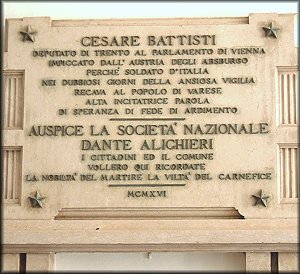 CESARE BATTISTI
DEPUTATO DI TRENTO AL PARLAMENTO DI VIENNA
IMPICCATO DALL'AUSTRIA DEGLI ABSBURGO
PERCHÉ SOLDATO D'ITALIA
NEI DUBBIOSI GIORNI DELLA ANSIOSA VIGILIA
RECAVA AL POPOLO DI VARESE
ALTA INCITATRICE PAROLA
DI SPERANZA DI FEDE DI ARDIMENTO
AUSPICE LA SOCIETA' NAZIONALE
DANTE ALIGHIERI
I CITTADINI ED IL COMUNE
VOLLERO QUI RICORDATE
LA NOBILTA' DEL MARTIRE LA VILTA' DEL CARNEFICE
MCMXVI